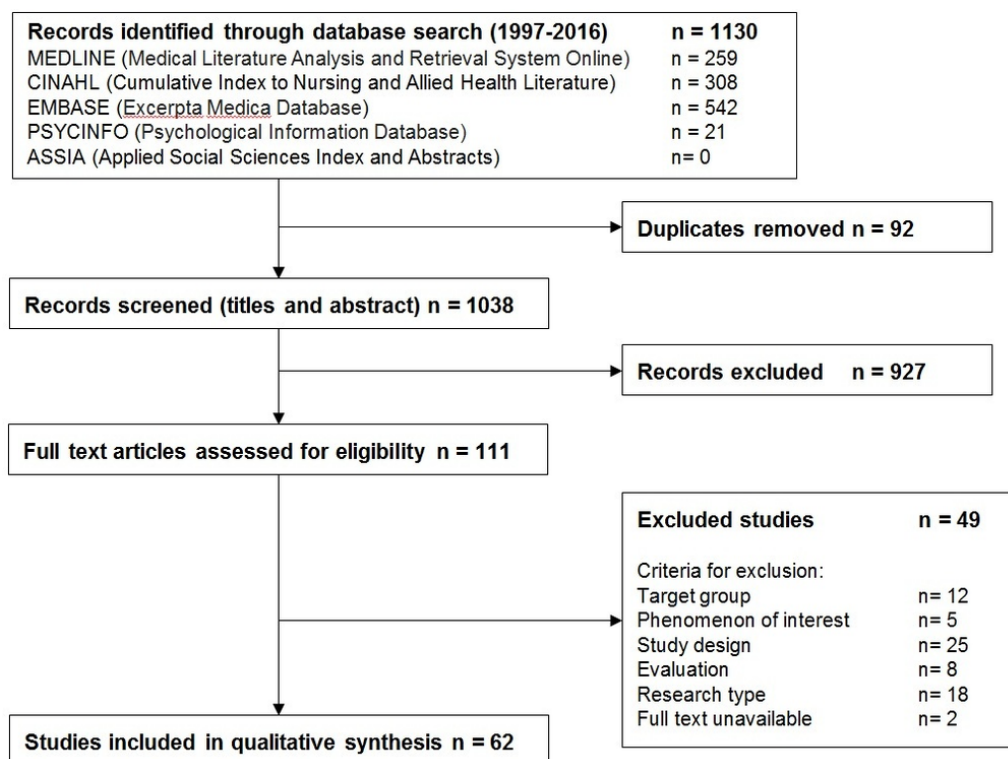 Records identified through database search (1997-2016) n = 1130
MEDLINE (Medical Literature Analysis and Retrieval System Online) n = 259
CINAHL (Cumulative Index to Nursing and Allied Health Literature) n = 308
EMBASE (Excerpta Medica Database) n = 542
PSYCINFO (Psychological Information Database) n = 21
ASSIA (Applied Social Sciences Index and Abstracts) n= 0
Duplicates removed n = 92
Records screened (titles and abstract) n = 1038
Records excluded n = 927
Full text articles assessed for eligibility n = 111
Excluded studies n = 49
Criteria for exclusion:
Target group n= 12
Phenomenon of interest n= 5
Study design n= 25
Evaluation n= 8
Research type n= 18
Full text unavailable n= 2
Studies included in qualitative synthesis n = 62